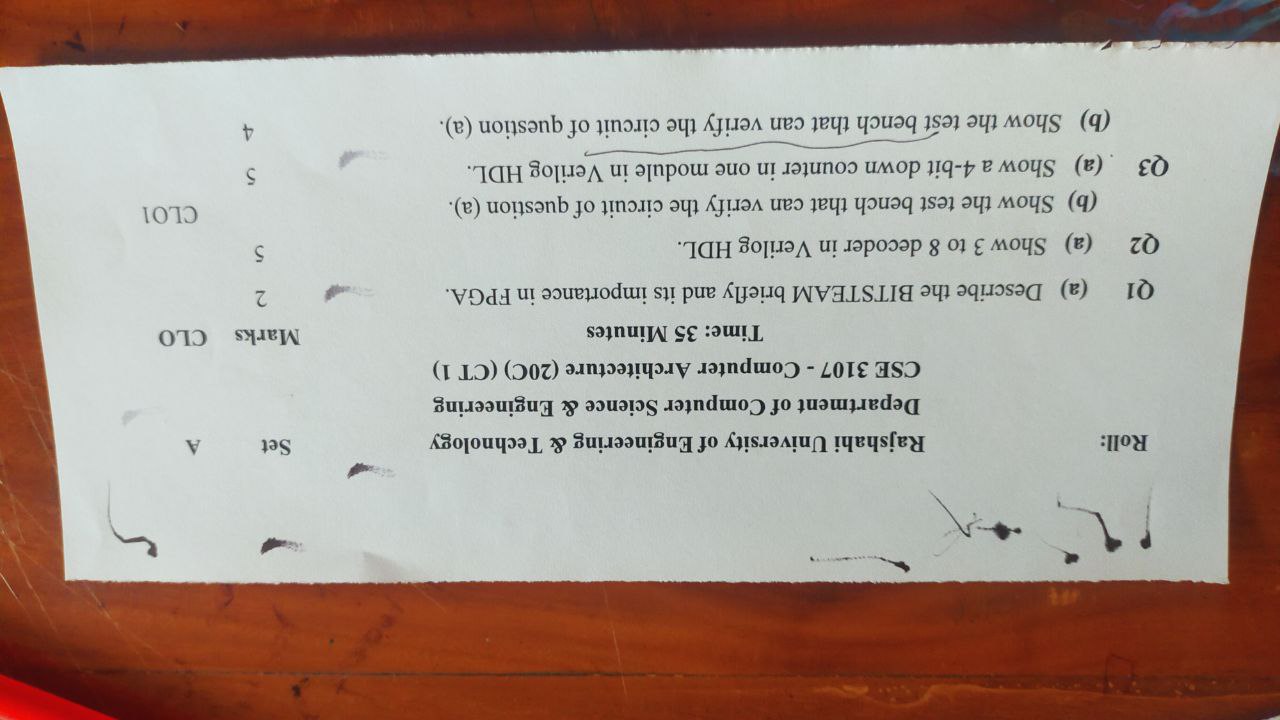 Roll: Rajshahi University of Engineering & Technology Set A
Department of Computer Science & Engineering
CSE 3107 - Computer Architecture (20C) (CT 1)
Time: 35 Minutes Marks CLO
Q1 (a) Describe the BITSTEAM briefly and its importance in FPGA. 2
Q2 (a) Show 3 to 8 decoder in Verilog HDL. 5
(b) Show the test bench that can verify the circuit of question (a). CLO1
Q3 (a) Show a 4-bit down counter in one module in Verilog HDL. 5
(b) Show the test bench that can verify the circuit of question (a). 4